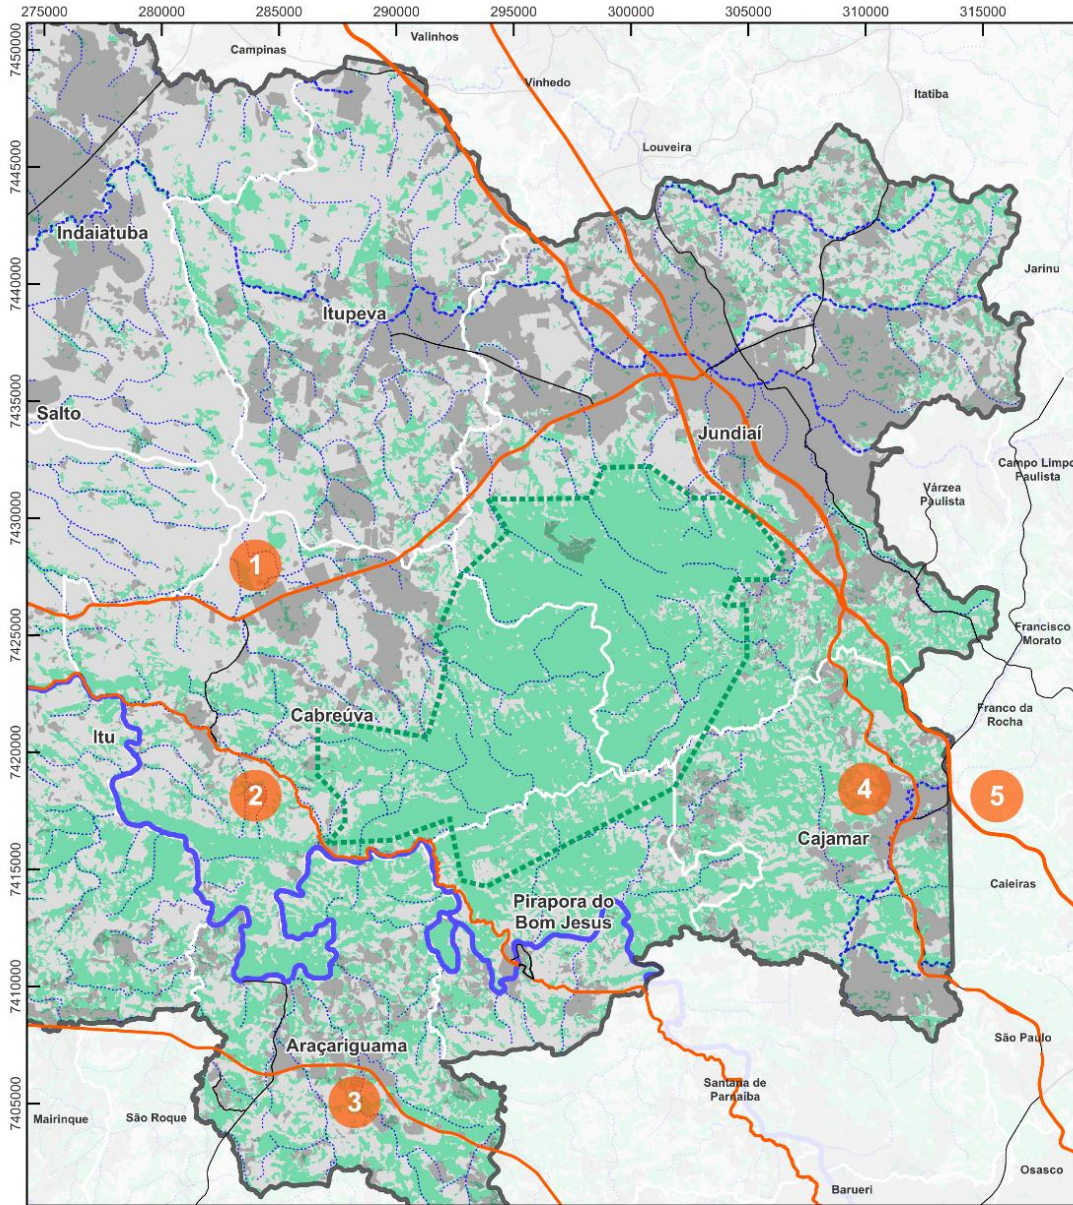 275000
280000
285000
290000
295000
300000
305000
310000
315000
7450000
7445000
7440000
7435000
7430000
7425000
7420000
7415000
7410000
7405000
Campinas
Valinhos
Vinhedo
Itatiba
Louveira
Indaiatuba
Jarinu
Itupeva
Salto
Jundiaí
Campo Limpo
Paulista
Várzea
Paulista
1
Francisco
Morato
Cabreúva
Franco da
Rocha
Itu
2
4
5
Cajamar
Caieiras
Pirapora do
Bom Jesus
Araçariguama
São Paulo
Santana de
Parnaíba
3
Mairinque
São Roque
Osasco
Barueri